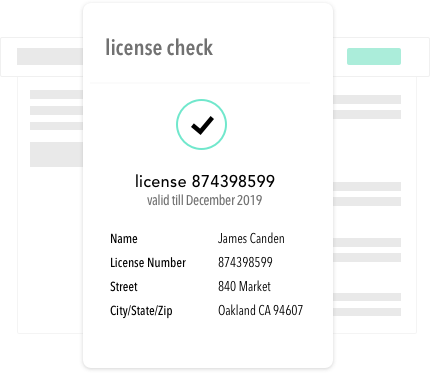 license check
license 874398599
valid till December 2019
Name James Canden
License Number 874398599
Street 840 Market
City/State/Zip Oakland CA 94607